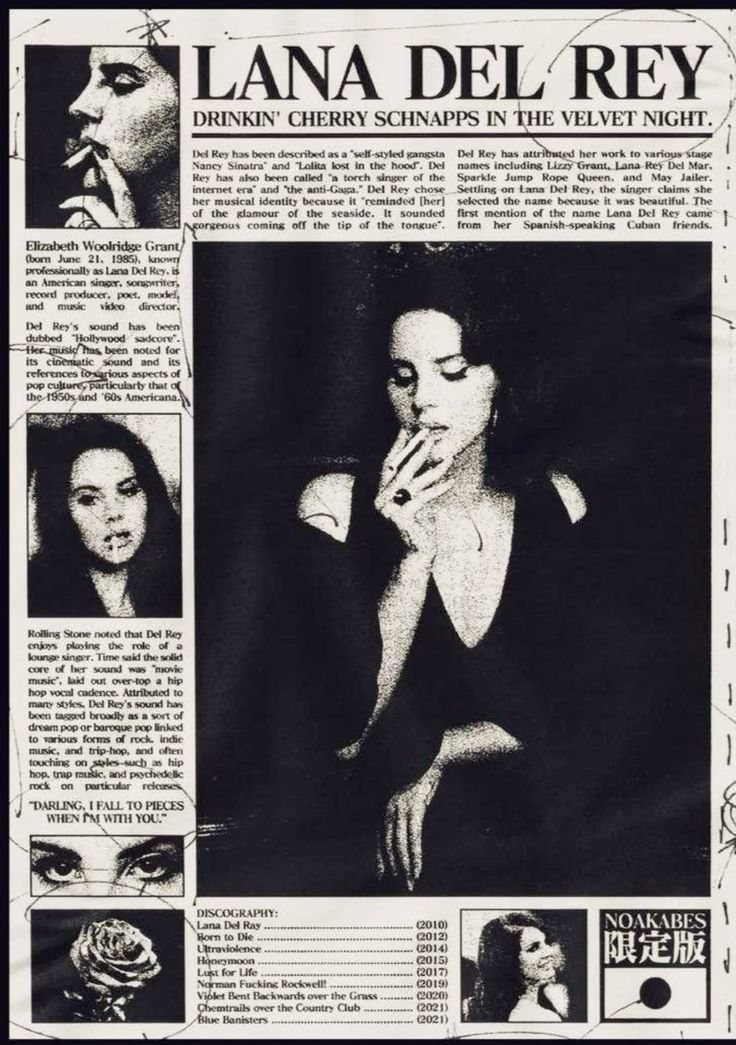 LANA DEL REY
DRINKIN' CHERRY SCHNAPPS IN THE VELVET NIGHT.
Del Rey has been described as a "self-styled gangsta
Nancy Sinatra" and "Lolita lost in the hood". Del
Rey has also been called "a torch singer of the
internet era" and "the anti-Gaga." Del Rey chose
her musical identity because it "reminded [her]
of the glamour of the seaside. It sounded
gorgeous coming off the tip of the tongue".
Del Rey has attributed her work to various stage
names including Lizzy Grant, Lana Rey Del Mar,
Sparkle Jump Rope Queen, and May Jailer.
Settling on Lana Del Rey, the singer claims she
selected the name because it was beautiful. The
first mention of the name Lana Del Rey came
from her Spanish-speaking Cuban friends.
Elizabeth Woolridge Grant
(born June 21, 1985), known
professionally as Lana Del Rey, is
an American singer, songwriter,
record producer, poet, model,
and music video director.
Del Rey's sound has been
dubbed "Hollywood sadcore".
Her music has been noted for
its cinematic sound and its
references to various aspects of
pop culture, particularly that of
the 1950s and '60s Americana.
Rolling Stone noted that Del Rey
enjoys playing the role of a
lounge singer. Time said the solid
core of her sound was "movie
music", laid out over-top a hip
hop vocal cadence. Attributed to
many styles, Del Rey's sound has
been tagged broadly as a sort of
dream pop or baroque pop linked
to various forms of rock, indie
music, and trip-hop, and often
touching on styles such as hip
hop, trap music, and psychedelic
rock on particular releases.
"DARLING, I FALL TO PIECES
WHEN I'M WITH YOU."
DISCOGRAPHY:
Lana Del Ray ........................................ (2010)
Born to Die .......................................... (2012)
Ultraviolence ....................................... (2014)
Honeymoon ........................................ (2015)
Lust for Life ......................................... (2017)
Norman Fucking Rockwell! ...................... (2019)
Violet Bent Backwards over the Grass .......... (2020)
Chemtrails over the Country Club .............. (2021)
Blue Banisters ...................................... (2021)
NOAKABES
限定版